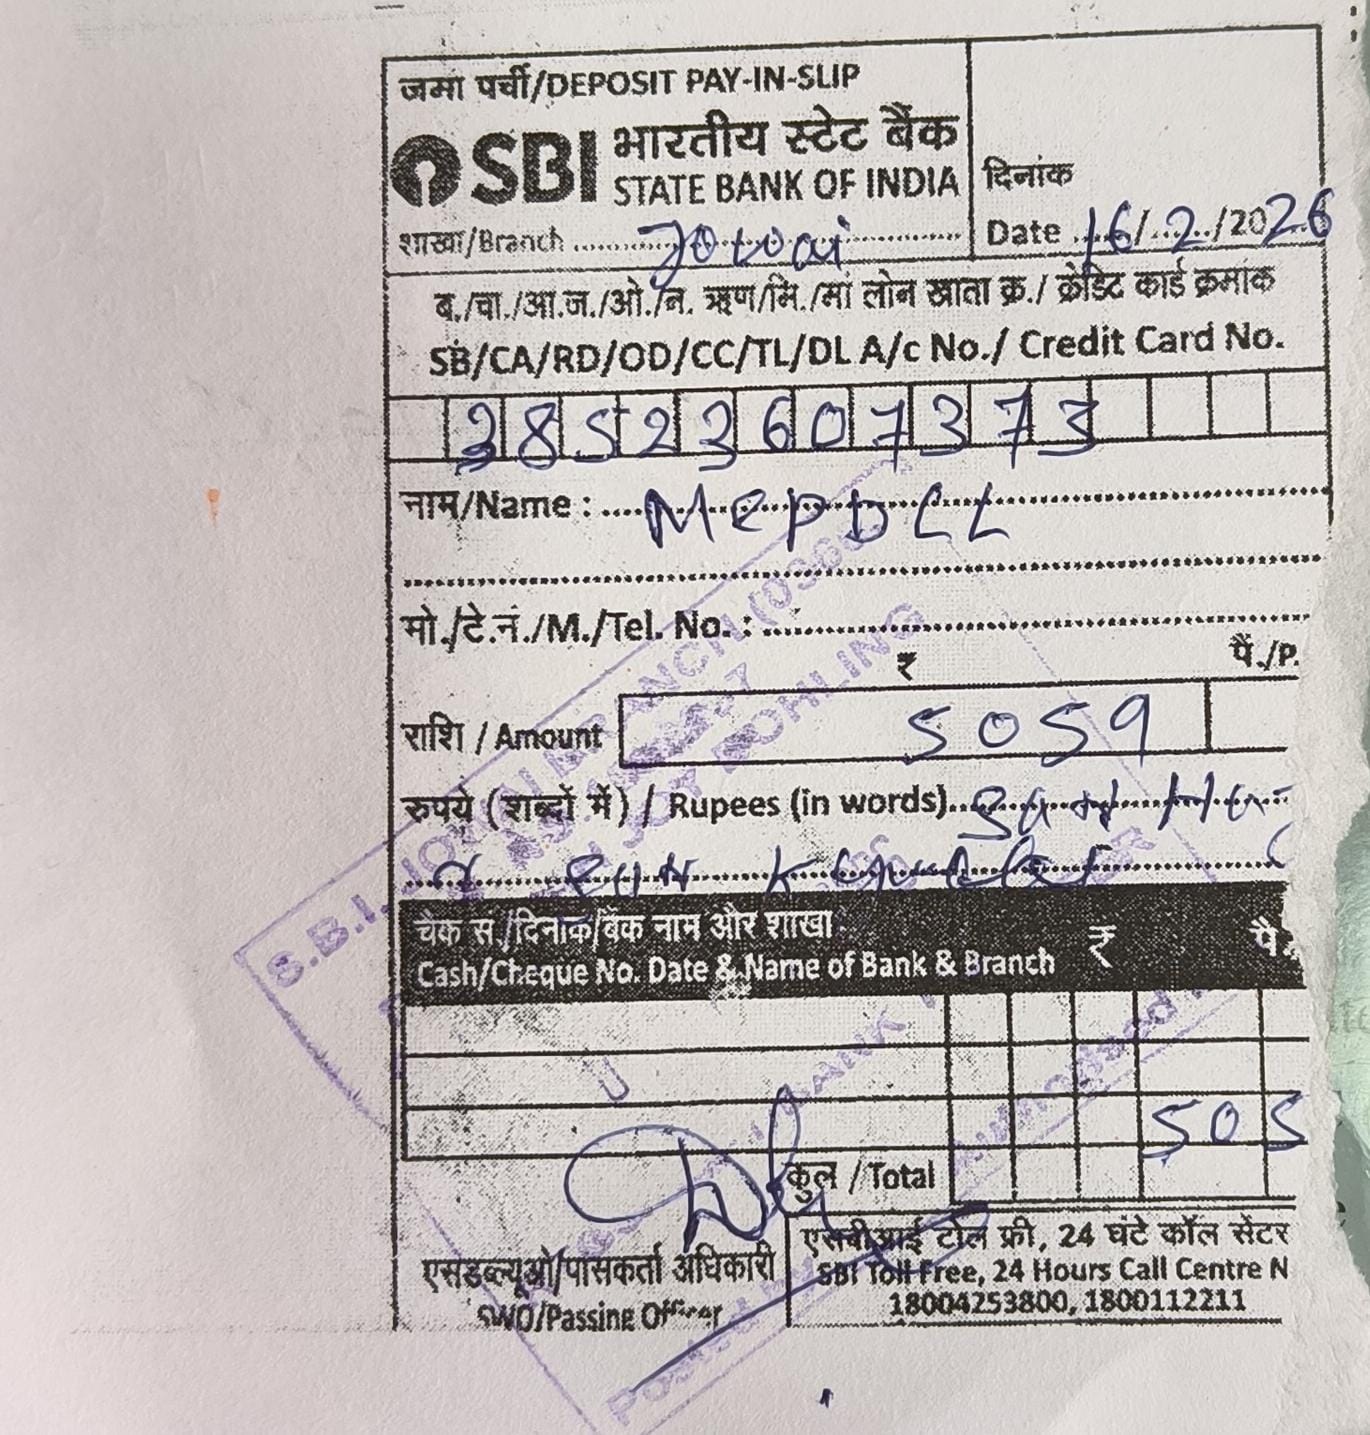 जमा पर्ची/DEPOSIT PAY-IN-SLIP
SBI भारतीय स्टेट बैंक
STATE BANK OF INDIA
शाखा/Branch Jowai
दिनांक
Date 16/2/2026
ब./चा./आ.ज./ओ./न. ऋण/मि./मां लोन खाता क्र./ क्रेडिट कार्ड क्रमांक
SB/CA/RD/OD/CC/TL/DL A/c No./ Credit Card No.
38523607373
नाम/Name : MePDCL
मो./टे.नं./M./Tel. No. :
₹ पै./P.
राशि / Amount 5059
रुपये (शब्दों में) / Rupees (in words)
चैक स./दिनांक/बैंक नाम और शाखा ₹ पै.
Cash/Cheque No. Date & Name of Bank & Branch
505
कुल / Total
एसडब्ल्यूओ/पासकर्ता अधिकारी
SWO/Passing Officer
एसबीआई टोल फ्री, 24 घंटे कॉल सेंटर
SBI Toll Free, 24 Hours Call Centre N
18004253800, 1800112211
S.B.I. JOWAI BRANCH